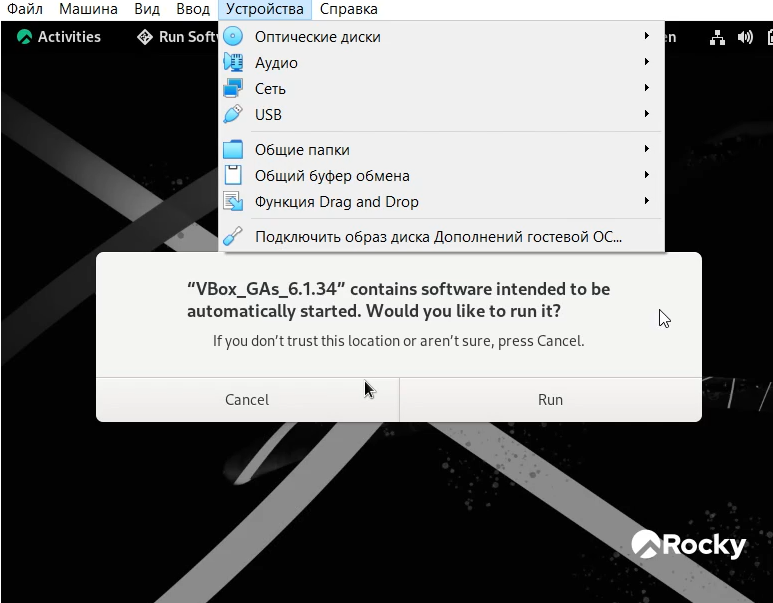 Файл Машина Вид Ввод Устройства Справка
Activities Run Softw en
Оптические диски
Аудио
Сеть
USB
Общие папки
Общий буфер обмена
Функция Drag and Drop
Подключить образ диска Дополнений гостевой ОС...
“VBox_GAs_6.1.34” contains software intended to be
automatically started. Would you like to run it?
If you don’t trust this location or aren’t sure, press Cancel.
Cancel Run
Rocky